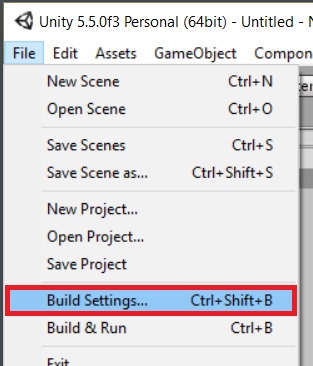 Unity 5.5.0f3 Personal (64bit) - Untitled -
File Edit Assets GameObject Compon
New Scene Ctrl+N
Open Scene Ctrl+O
Save Scenes Ctrl+S
Save Scene as... Ctrl+Shift+S
New Project...
Open Project...
Save Project
Build Settings... Ctrl+Shift+B
Build & Run Ctrl+B
Exit